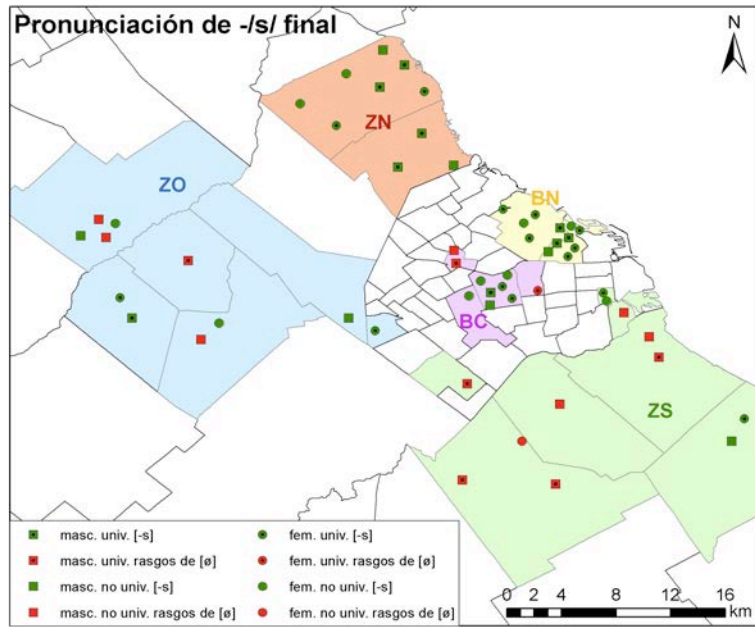 Pronunciación de -/s/ final
N
ZN
ZO
BN
BC
ZS
masc. univ. [-s]
masc. univ. rasgos de [ø]
masc. no univ. [-s]
masc. no univ. rasgos de [ø]
fem. univ. [-s]
fem. univ. rasgos de [ø]
fem. no univ. [-s]
fem. no univ. rasgos de [ø]
0 2 4 8 12 16
km